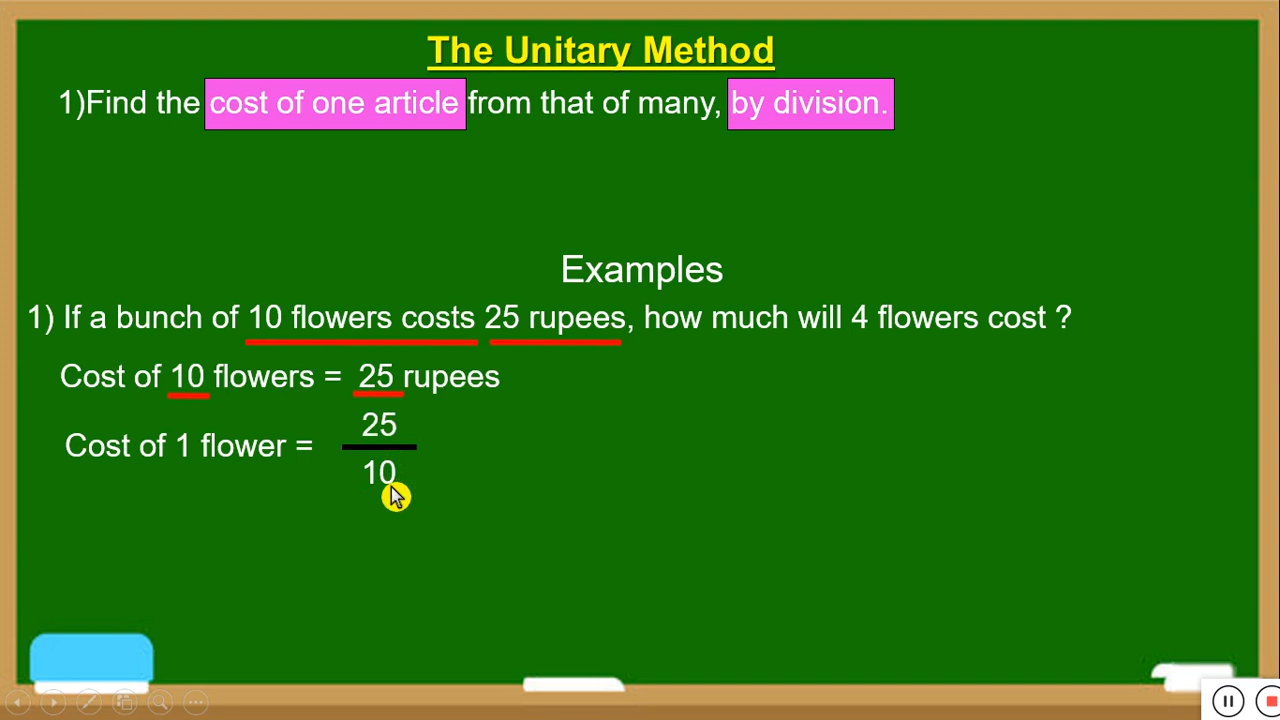 The Unitary Method
1)Find the cost of one article from that of many, by division.
Examples
1) If a bunch of 10 flowers costs 25 rupees, how much will 4 flowers cost ?
Cost of 10 flowers = 25 rupees
25
Cost of 1 flower =
10